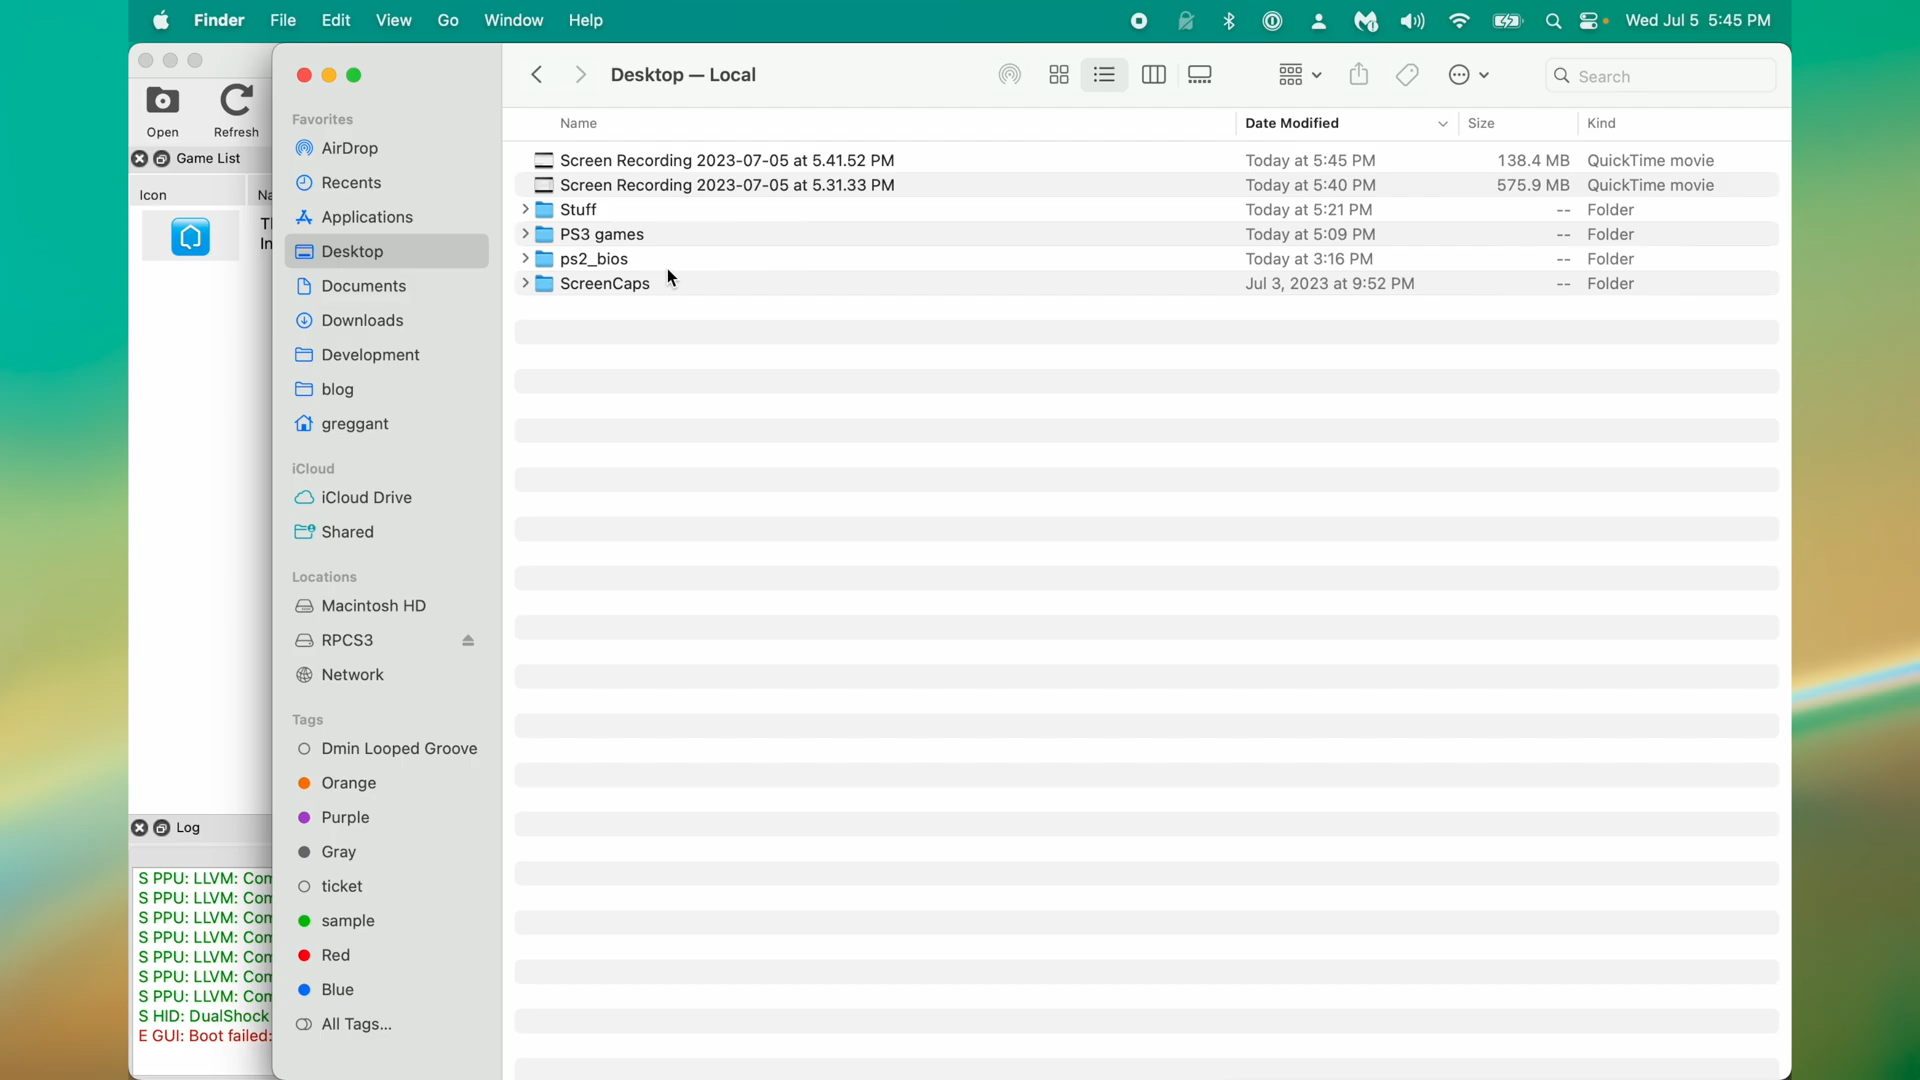 Finder File Edit View Go Window Help Wed Jul 5 5:45 PM
Open Refresh
Game List
Icon
Desktop — Local
Search
Name Date Modified Size Kind
Screen Recording 2023-07-05 at 5.41.52 PM Today at 5:45 PM 138.4 MB QuickTime movie
Screen Recording 2023-07-05 at 5.31.33 PM Today at 5:40 PM 575.9 MB QuickTime movie
Stuff Today at 5:21 PM -- Folder
PS3 games Today at 5:09 PM -- Folder
ps2_bios Today at 3:16 PM -- Folder
ScreenCaps Jul 3, 2023 at 9:52 PM -- Folder
Favorites
AirDrop
Recents
Applications
Desktop
Documents
Downloads
Development
blog
greggant
iCloud
iCloud Drive
Shared
Locations
Macintosh HD
RPCS3
Network
Tags
Dmin Looped Groove
Orange
Purple
Gray
ticket
sample
Red
Blue
All Tags...
Log
S PPU: LLVM: Com
S PPU: LLVM: Com
S PPU: LLVM: Com
S PPU: LLVM: Com
S PPU: LLVM: Com
S PPU: LLVM: Com
S PPU: LLVM: Com
S HID: DualShock
E GUI: Boot failed: